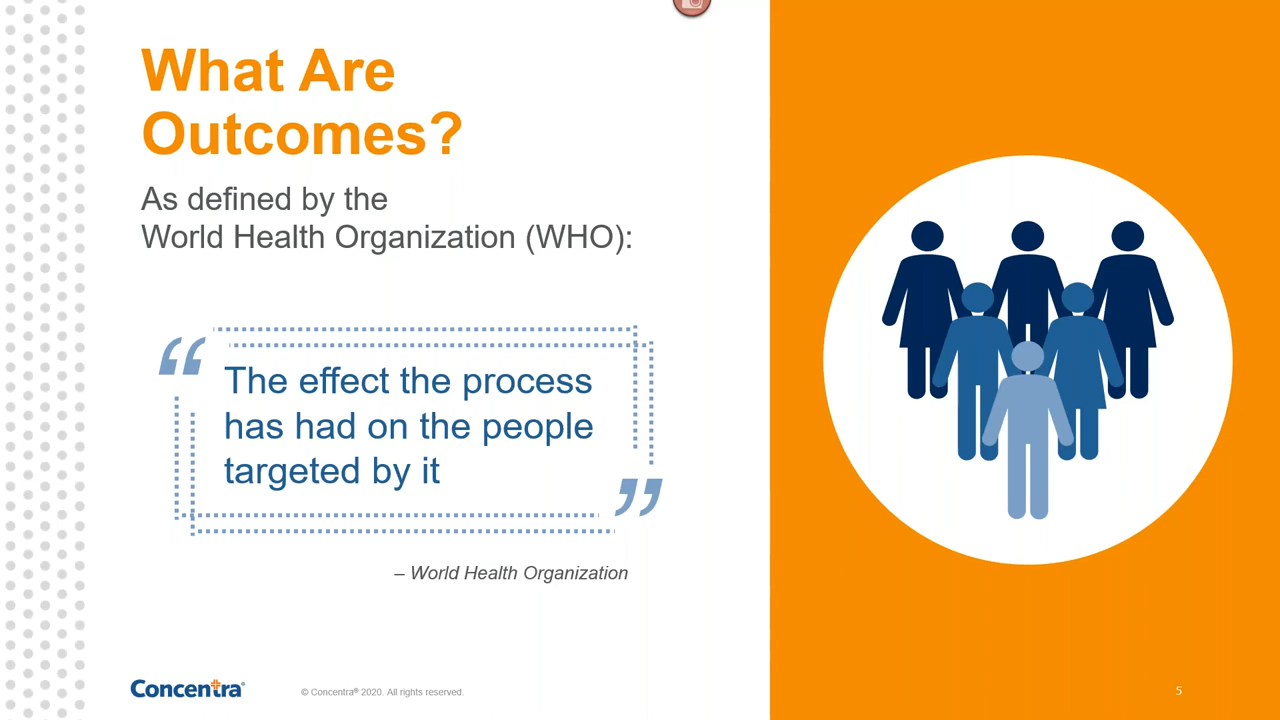 What Are
Outcomes?
As defined by the
World Health Organization (WHO):
“
The effect the process
has had on the people
targeted by it
”
– World Health Organization
Concentra®
© Concentra® 2020. All rights reserved.
5